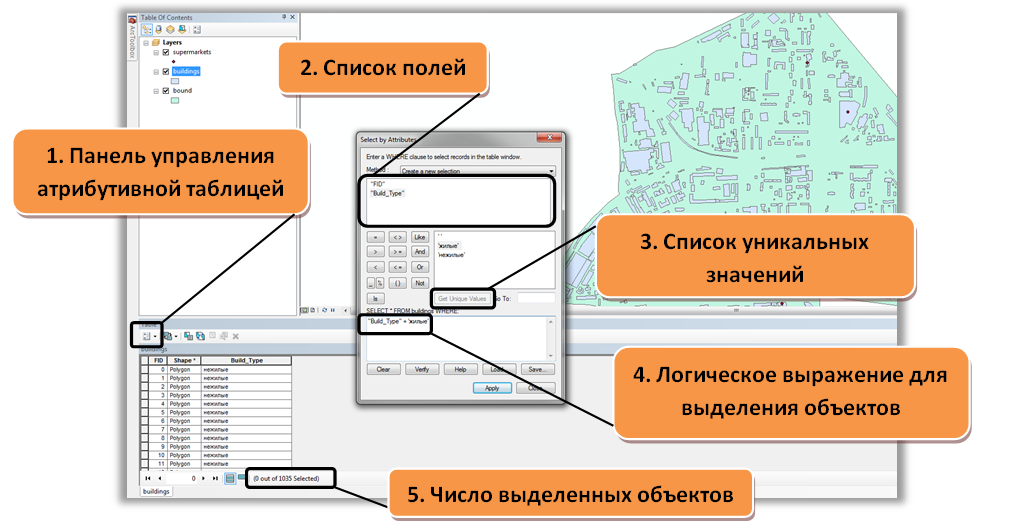 Table Of Contents
ArcToolbox
Layers
supermarkets
buildings
bound
2. Список полей
1. Панель управления
атрибутивной таблицей
Select by Attributes
Enter a WHERE clause to select records in the table window.
Method : Create a new selection
"FID"
"Build_Type"
= < > Like
> > = And
< < = Or
_ % ( ) Not
Is
' '
'жилые'
'нежилые'
Get Unique Values Go To:
3. Список уникальных
значений
SELECT * FROM buildings WHERE:
"Build_Type" = 'жилые'
Clear Verify Help Load... Save...
Apply Close
4. Логическое выражение для
выделения объектов
Table
buildings
FID Shape * Build_Type
0 Polygon нежилые
1 Polygon нежилые
2 Polygon нежилые
3 Polygon нежилые
4 Polygon нежилые
5 Polygon нежилые
6 Polygon нежилые
7 Polygon нежилые
8 Polygon нежилые
9 Polygon нежилые
10 Polygon нежилые
11 Polygon нежилые
0 (0 out of 1035 Selected)
buildings
5. Число выделенных объектов